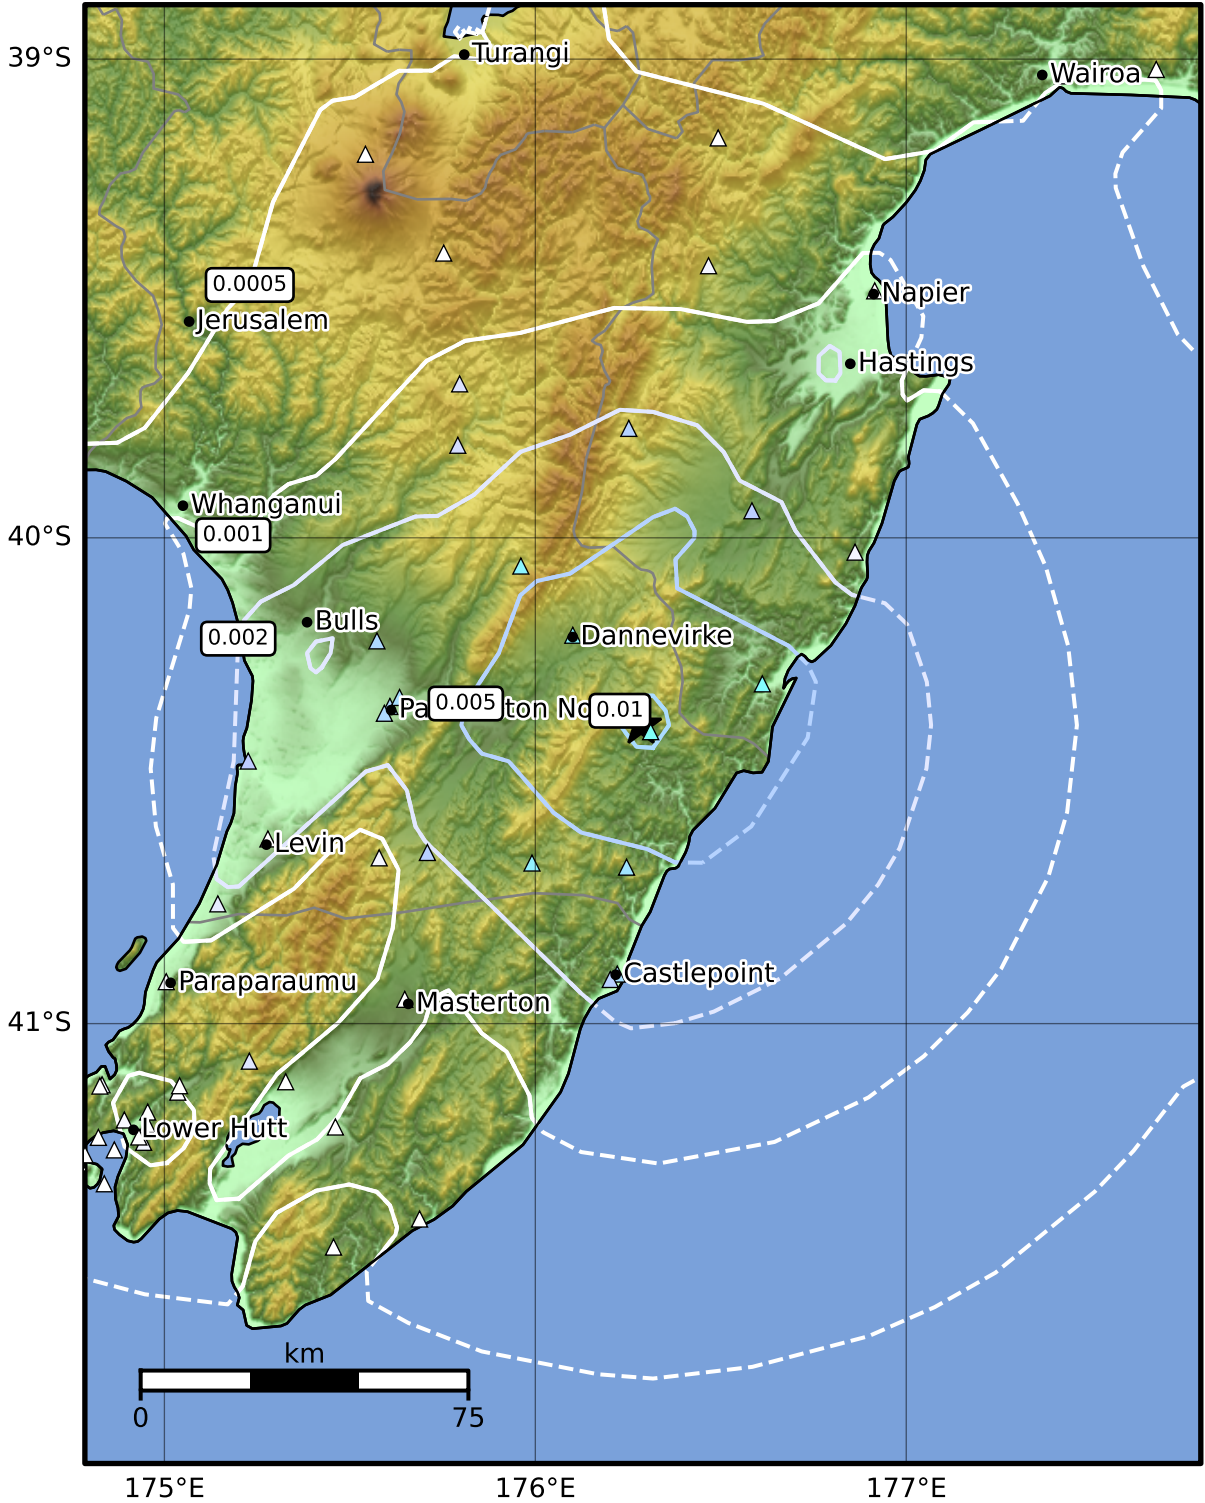 39°S
Turangi
Wairoa
0.0005
Jerusalem
Napier
Hastings
Whanganui
0.001
40°S
Bulls
0.002
Dannevirke
0.005
0.01
Levin
Castlepoint
Paraparaumu
Masterton
41°S
Lower Hutt
km
0 75
175°E 176°E 177°E